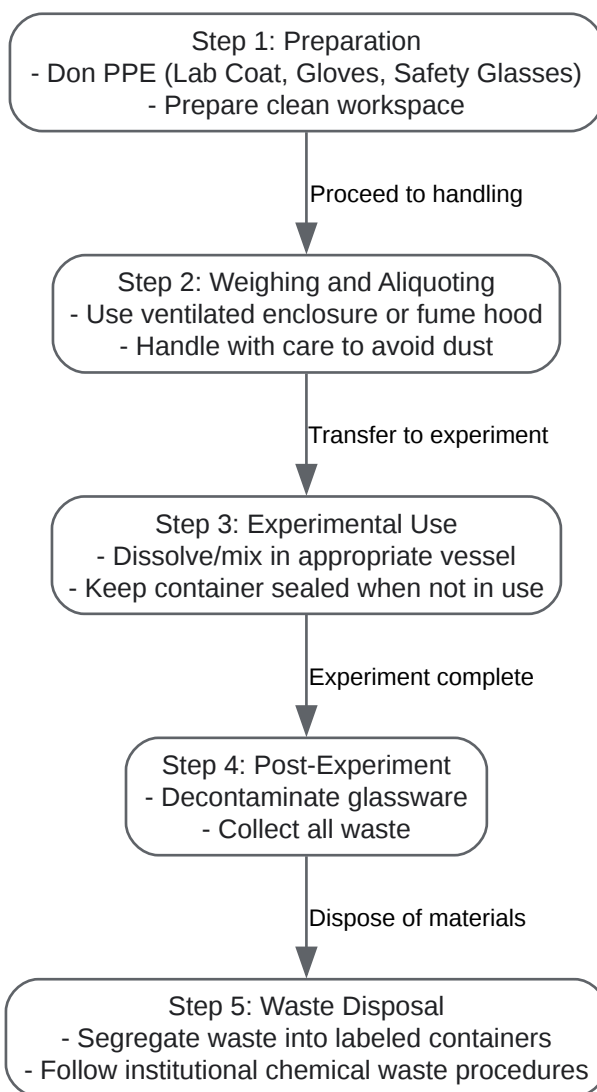 Step 1: Preparation
- Don PPE (Lab Coat, Gloves, Safety Glasses)
- Prepare clean workspace
Proceed to handling
Step 2: Weighing and Aliquoting
- Use ventilated enclosure or fume hood
- Handle with care to avoid dust
Transfer to experiment
Step 3: Experimental Use
- Dissolve/mix in appropriate vessel
- Keep container sealed when not in use
Experiment complete
Step 4: Post-Experiment
- Decontaminate glassware
- Collect all waste
Dispose of materials
Step 5: Waste Disposal
- Segregate waste into labeled containers
- Follow institutional chemical waste procedures